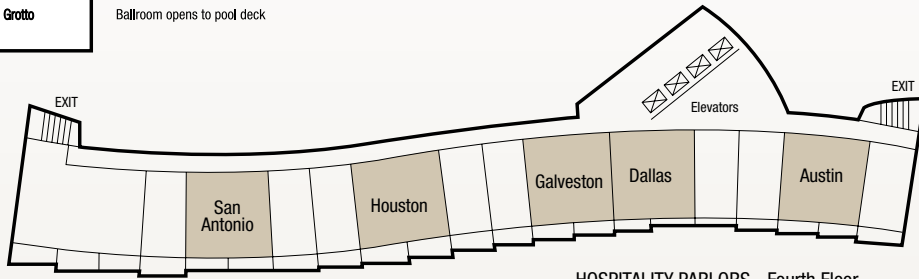 Grotto
Ballroom opens to pool deck
EXIT
EXIT
Elevators
San
Antonio
Houston
Galveston
Dallas
Austin
HOSPITALITY PARLORS - Fourth Floor